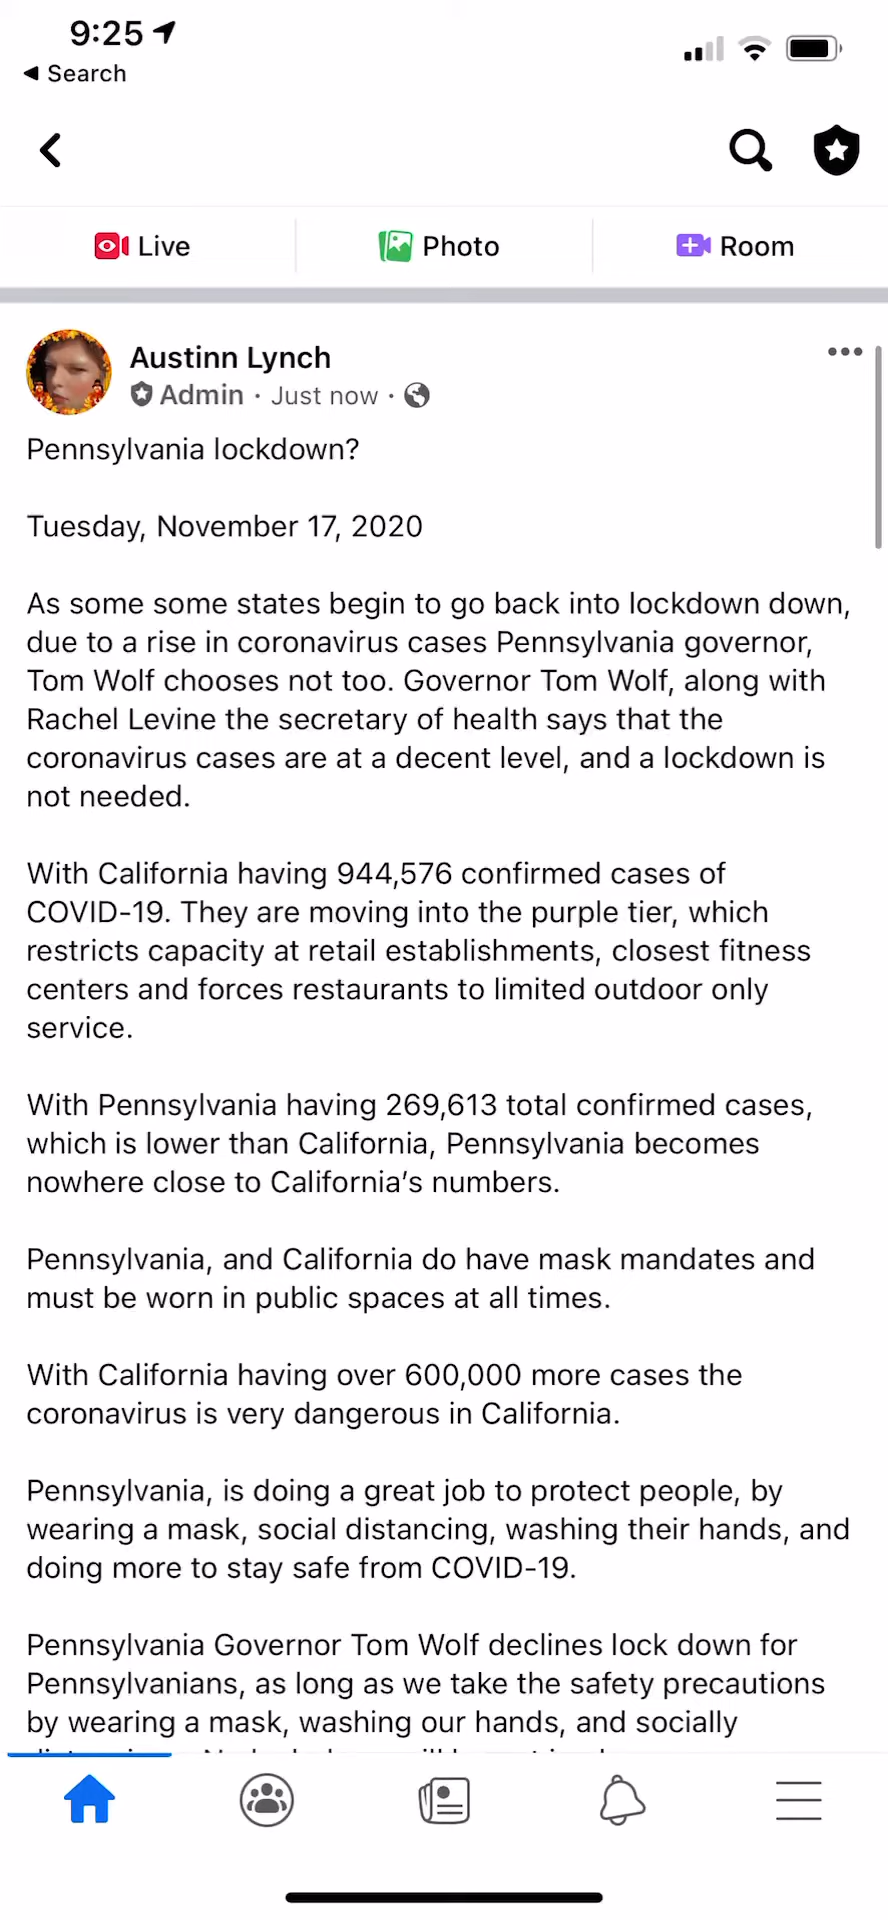 9:25
Search
Live
Photo
Room
Austinn Lynch
Admin · Just now ·
Pennsylvania lockdown?
Tuesday, November 17, 2020
As some some states begin to go back into lockdown down,
due to a rise in coronavirus cases Pennsylvania governor,
Tom Wolf chooses not too. Governor Tom Wolf, along with
Rachel Levine the secretary of health says that the
coronavirus cases are at a decent level, and a lockdown is
not needed.
With California having 944,576 confirmed cases of
COVID-19. They are moving into the purple tier, which
restricts capacity at retail establishments, closest fitness
centers and forces restaurants to limited outdoor only
service.
With Pennsylvania having 269,613 total confirmed cases,
which is lower than California, Pennsylvania becomes
nowhere close to California’s numbers.
Pennsylvania, and California do have mask mandates and
must be worn in public spaces at all times.
With California having over 600,000 more cases the
coronavirus is very dangerous in California.
Pennsylvania, is doing a great job to protect people, by
wearing a mask, social distancing, washing their hands, and
doing more to stay safe from COVID-19.
Pennsylvania Governor Tom Wolf declines lock down for
Pennsylvanians, as long as we take the safety precautions
by wearing a mask, washing our hands, and socially